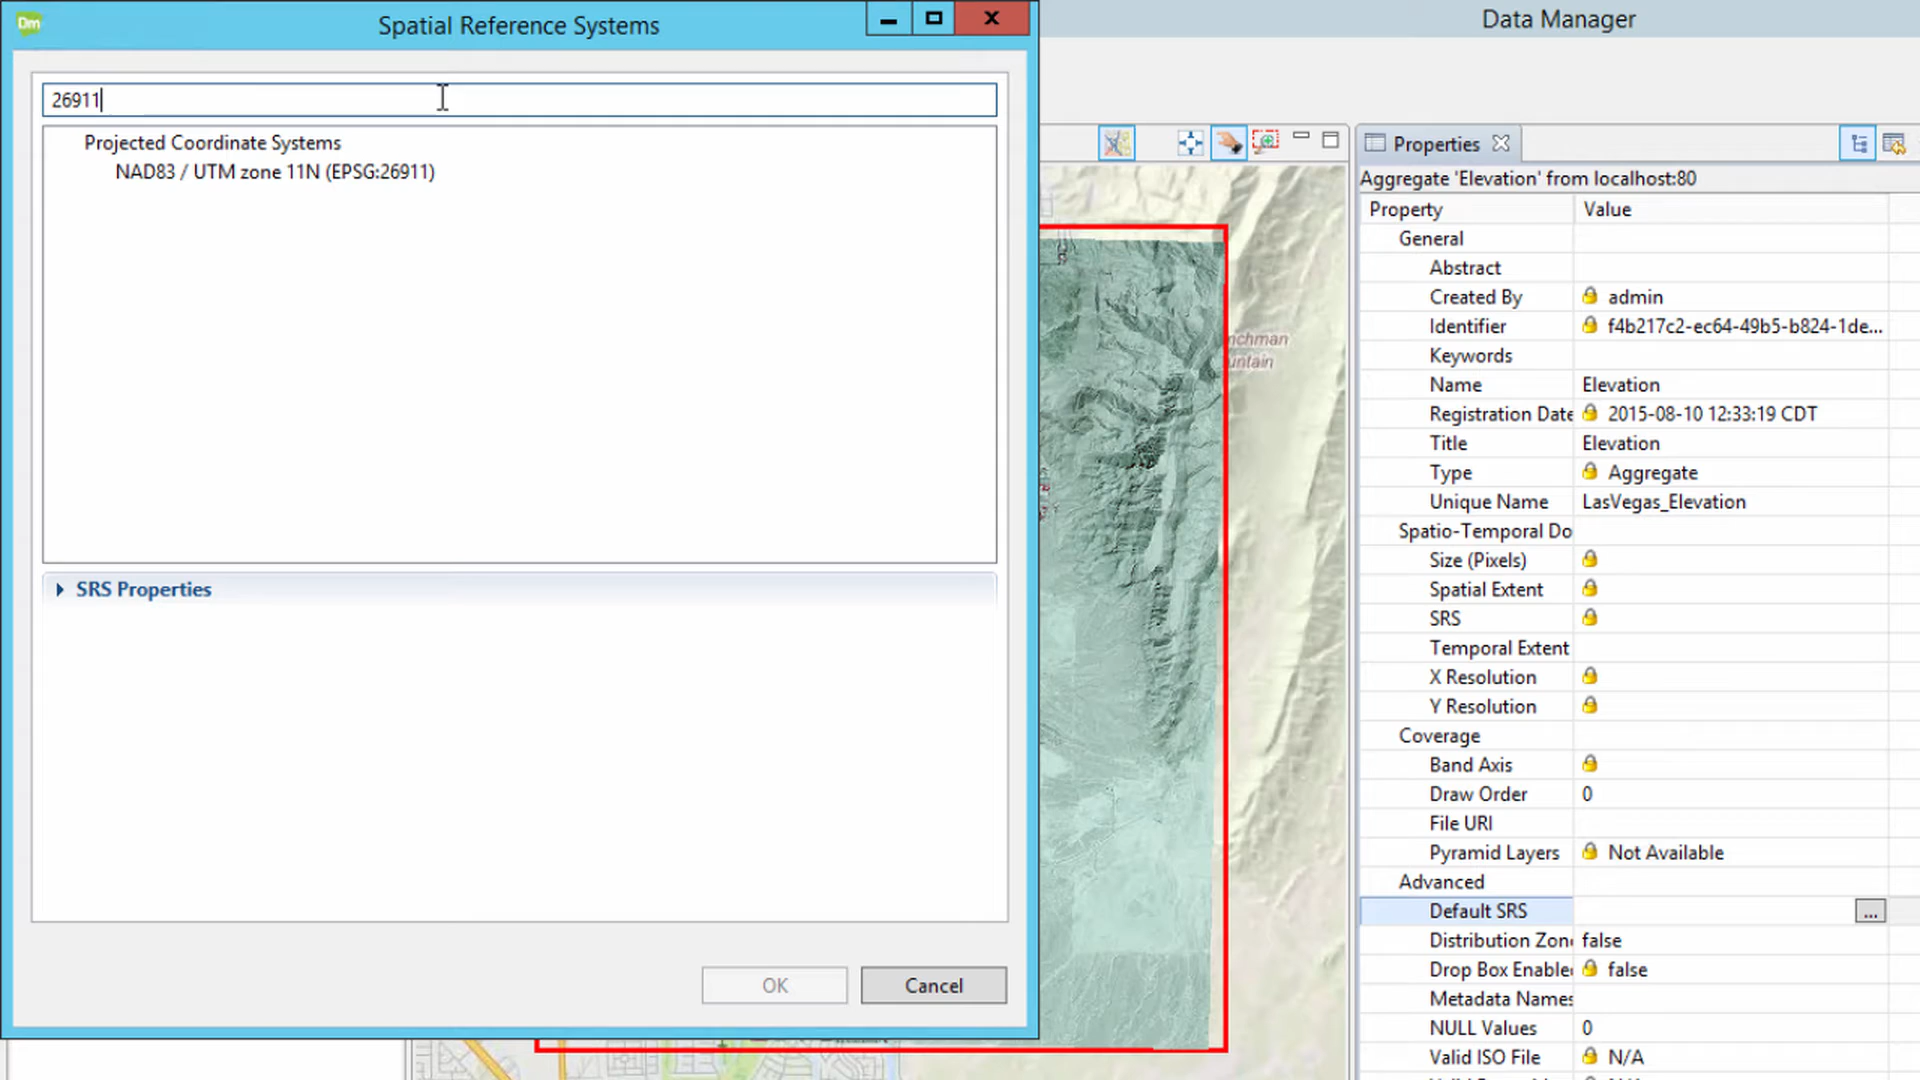 Dm
Spatial Reference Systems
Data Manager
26911
Projected Coordinate Systems
NAD83 / UTM zone 11N (EPSG:26911)
SRS Properties
OK
Cancel
nchman
untain
Properties
Aggregate 'Elevation' from localhost:80
Property Value
General
Abstract
Created By admin
Identifier f4b217c2-ec64-49b5-b824-1de...
Keywords
Name Elevation
Registration Date 2015-08-10 12:33:19 CDT
Title Elevation
Type Aggregate
Unique Name LasVegas_Elevation
Spatio-Temporal Do
Size (Pixels)
Spatial Extent
SRS
Temporal Extent
X Resolution
Y Resolution
Coverage
Band Axis
Draw Order 0
File URI
Pyramid Layers Not Available
Advanced
Default SRS ...
Distribution Zon false
Drop Box Enable false
Metadata Names
NULL Values 0
Valid ISO File N/A